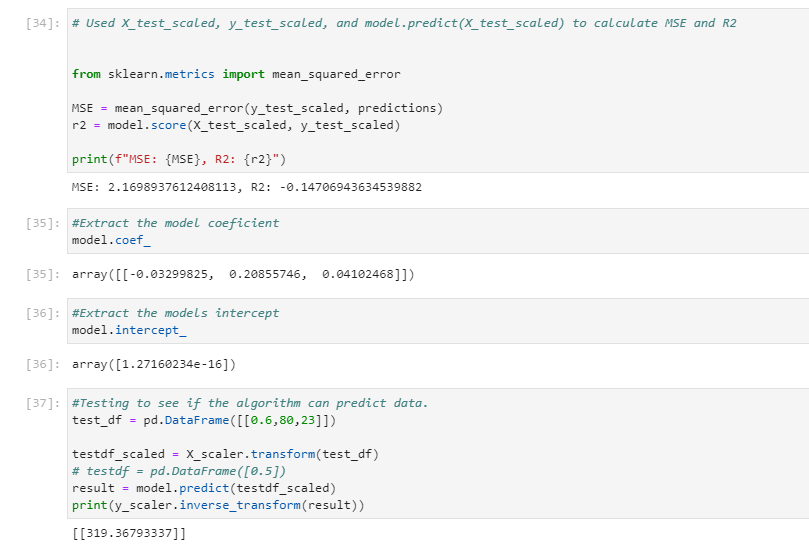 [34]: # Used X_test_scaled, y_test_scaled, and model.predict(X_test_scaled) to calculate MSE and R2
from sklearn.metrics import mean_squared_error
MSE = mean_squared_error(y_test_scaled, predictions)
r2 = model.score(X_test_scaled, y_test_scaled)
print(f"MSE: {MSE}, R2: {r2}")
MSE: 2.1698937612408113, R2: -0.14706943634539882
[35]: #Extract the model coeficient
model.coef_
[35]: array([[-0.03299825,  0.20855746,  0.04102468]])
[36]: #Extract the models intercept
model.intercept_
[36]: array([1.27160234e-16])
[37]: #Testing to see if the algorithm can predict data.
test_df = pd.DataFrame([[0.6,80,23]])
testdf_scaled = X_scaler.transform(test_df)
# testdf = pd.DataFrame([0.5])
result = model.predict(testdf_scaled)
print(y_scaler.inverse_transform(result))
[[319.36793337]]